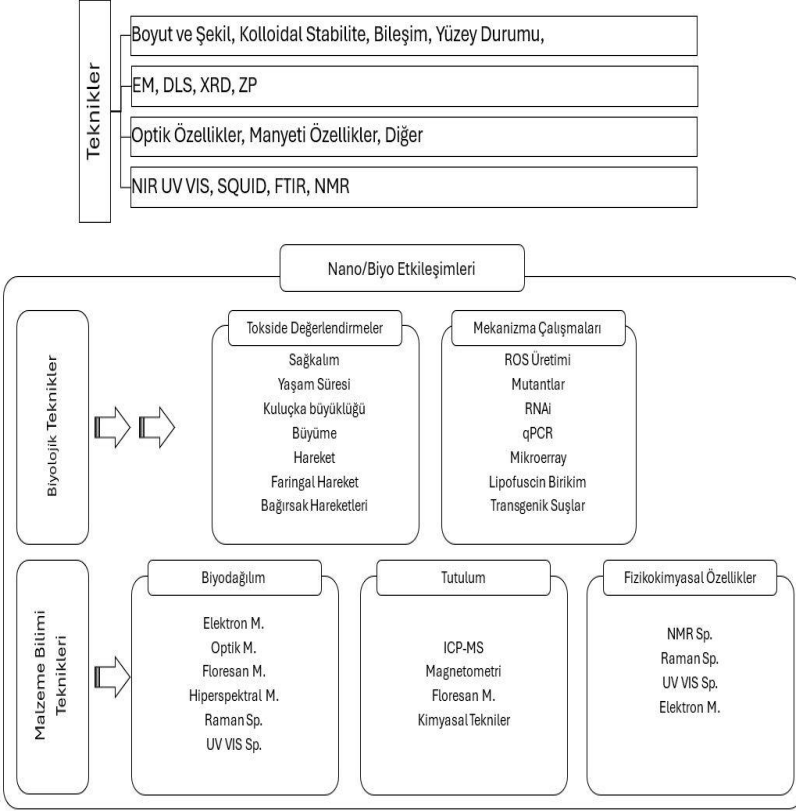 Teknikler
Boyut ve Şekil, Kolloidal Stabilite, Bileşim, Yüzey Durumu,
EM, DLS, XRD, ZP
Optik Özellikler, Manyeti Özellikler, Diğer
NIR UV VIS, SQUID, FTIR, NMR
Nano/Biyo Etkileşimleri
Biyolojik Teknikler
Tokside Değerlendirmeler
Sağkalım
Yaşam Süresi
Kuluçka büyüklüğü
Büyüme
Hareket
Faringal Hareket
Bağırsak Hareketleri
Mekanizma Çalışmaları
ROS Üretimi
Mutantlar
RNAi
qPCR
Mikroerray
Lipofuscin Birikim
Transgenik Suşlar
Malzeme Bilimi
Teknikleri
Biyodağılım
Elektron M.
Optik M.
Floresan M.
Hiperspektral M.
Raman Sp.
UV VIS Sp.
Tutulum
ICP-MS
Magnetometri
Floresan M.
Kimyasal Tekniler
Fizikokimyasal Özellikler
NMR Sp.
Raman Sp.
UV VIS Sp.
Elektron M.